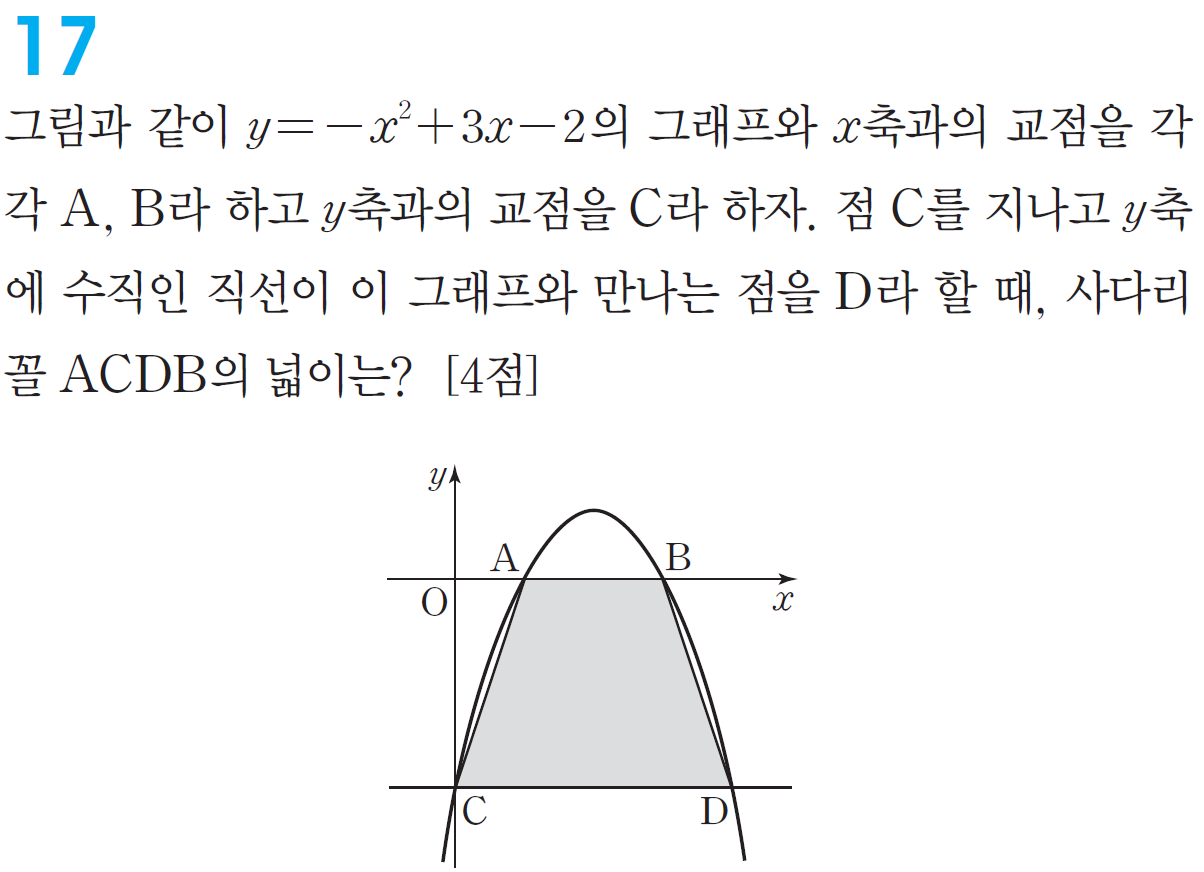 17
그림과 같이 y=-x²+3x-2의 그래프와 x축과의 교점을 각
각 A, B라 하고 y축과의 교점을 C라 하자. 점 C를 지나고 y축
에 수직인 직선이 이 그래프와 만나는 점을 D라 할 때, 사다리
꼴 ACDB의 넓이는? [4점]
y
A B
O x
C D